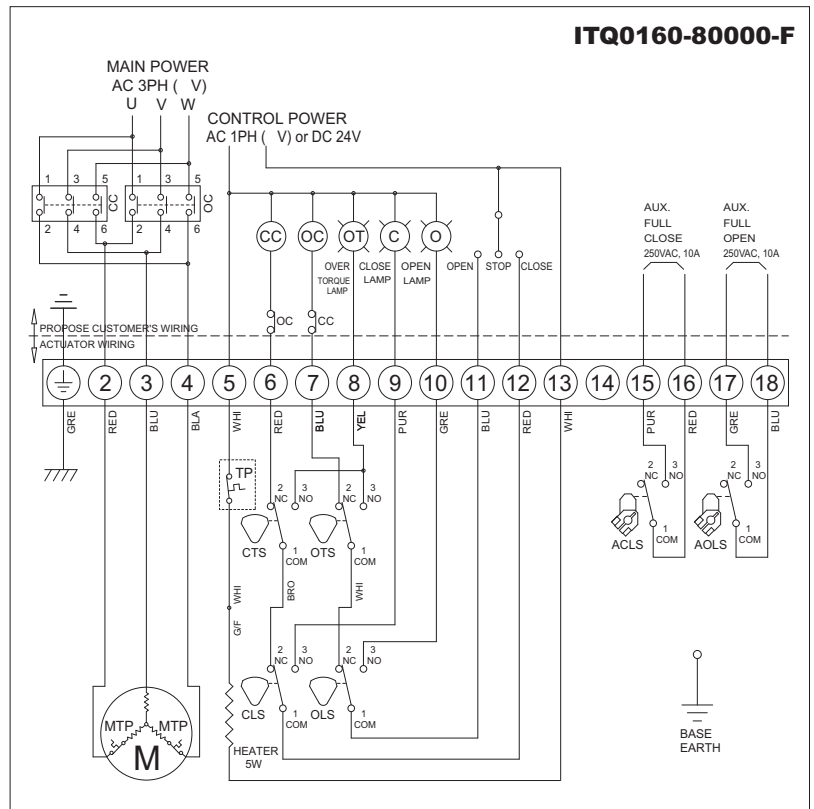 ITQ0160-80000-F
MAIN POWER
AC 3PH ( V)
U V W
CONTROL POWER
AC 1PH ( V) or DC 24V
1 3 5 1 3 5
CC OC
2 4 6 2 4 6
CC OC OT C O
OVER TORQUE LAMP
CLOSE LAMP
OPEN LAMP
OPEN STOP CLOSE
AUX. FULL CLOSE 250VAC, 10A
AUX. FULL OPEN 250VAC, 10A
OC CC
PROPOSE CUSTOMER'S WIRING
ACTUATOR WIRING
2 3 4 5 6 7 8 9 10 11 12 13 14 15 16 17 18
GRE RED BLU BLA WHI RED BLU YEL PUR GRE BLU RED WHI PUR RED GRE BLU
TP
2 NC 3 NO 2 NC 3 NO
CTS 1 COM OTS 1 COM
2 NC 3 NO 2 NC 3 NO
ACLS 1 COM AOLS 1 COM
WHI BRO WHI
G/F
2 NC 3 NO 2 NC 3 NO
CLS 1 COM OLS 1 COM
MTP MTP
M
HEATER
5W
BASE
EARTH